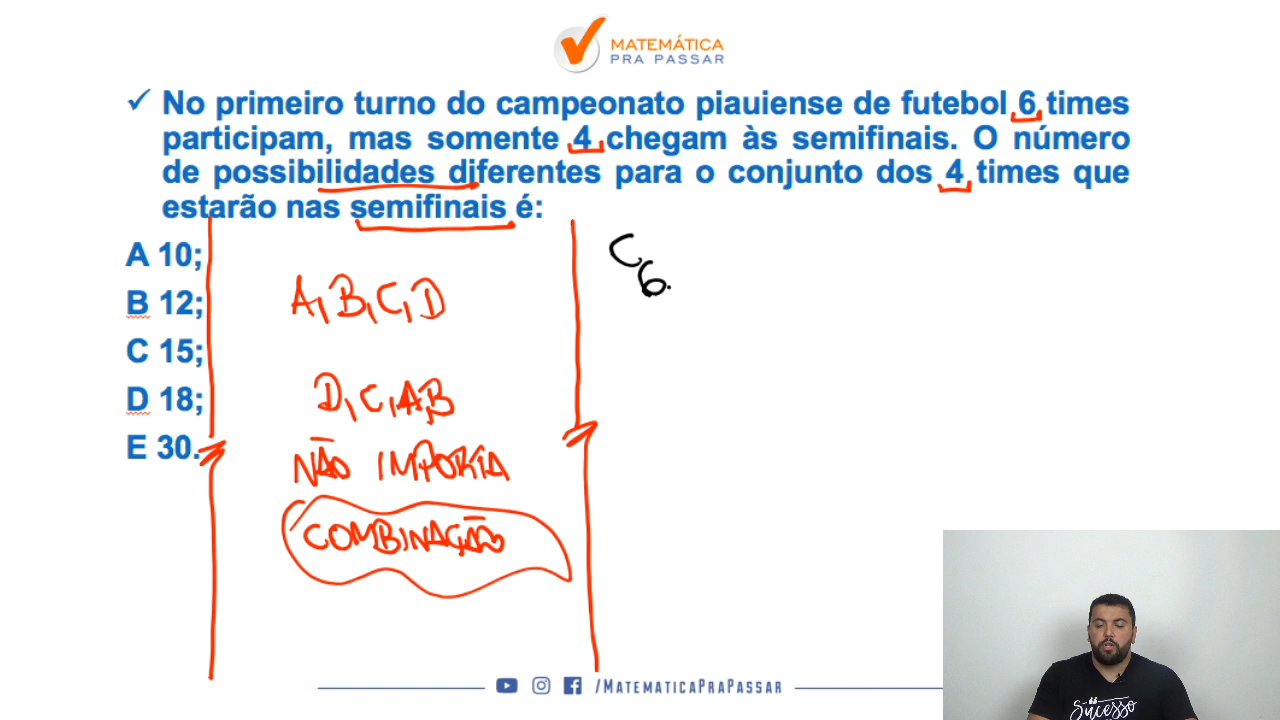 MATEMÁTICA
PRA PASSAR
✓ No primeiro turno do campeonato piauiense de futebol 6 times
participam, mas somente 4 chegam às semifinais. O número
de possibilidades diferentes para o conjunto dos 4 times que
estarão nas semifinais é:
A 10;
B 12;
C 15;
D 18;
E 30.
A, B, C, D
D, C, A, B
NÃO IMPORTA
COMBINAÇÃO
C6
/MATEMATICAPRAPASSAR
SUCESSO